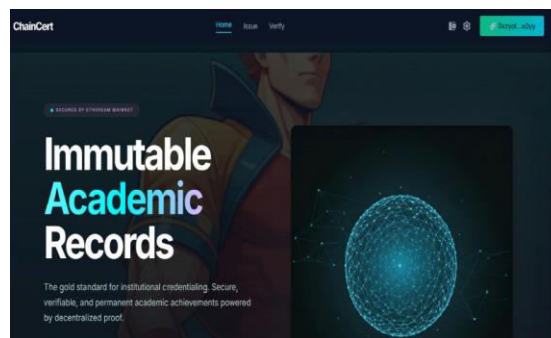 ChainCert
Home Issue Verify
SECURED BY ETHEREUM MAINNET
Immutable
Academic
Records
The gold standard for institutional credentialing. Secure,
verifiable, and permanent academic achievements powered
by decentralized proof.